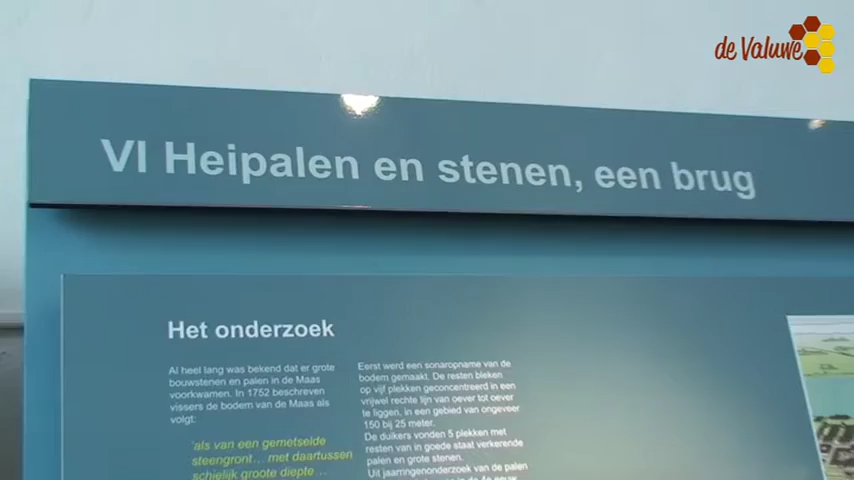 de Valuwe
VI Heipalen en stenen, een brug
Het onderzoek
Al heel lang was bekend dat er grote
bouwstenen en palen in de Maas
voorkwamen. In 1752 beschreven
vissers de bodem van de Maas als
volgt:
'als van een gemetselde
steengront... met daartussen
schielijk groote diepte...
Eerst werd een sonaropname van de
bodem gemaakt. De resten bleken
op vijf plekken geconcentreerd in een
vrijwel rechte lijn van oever tot oever
te liggen, in een gebied van ongeveer
150 bij 25 meter.
De duikers vonden 5 plekken met
resten van in goede staat verkerende
palen en grote stenen.
Uit jaarringenonderzoek van de palen
in de 4e eeuw